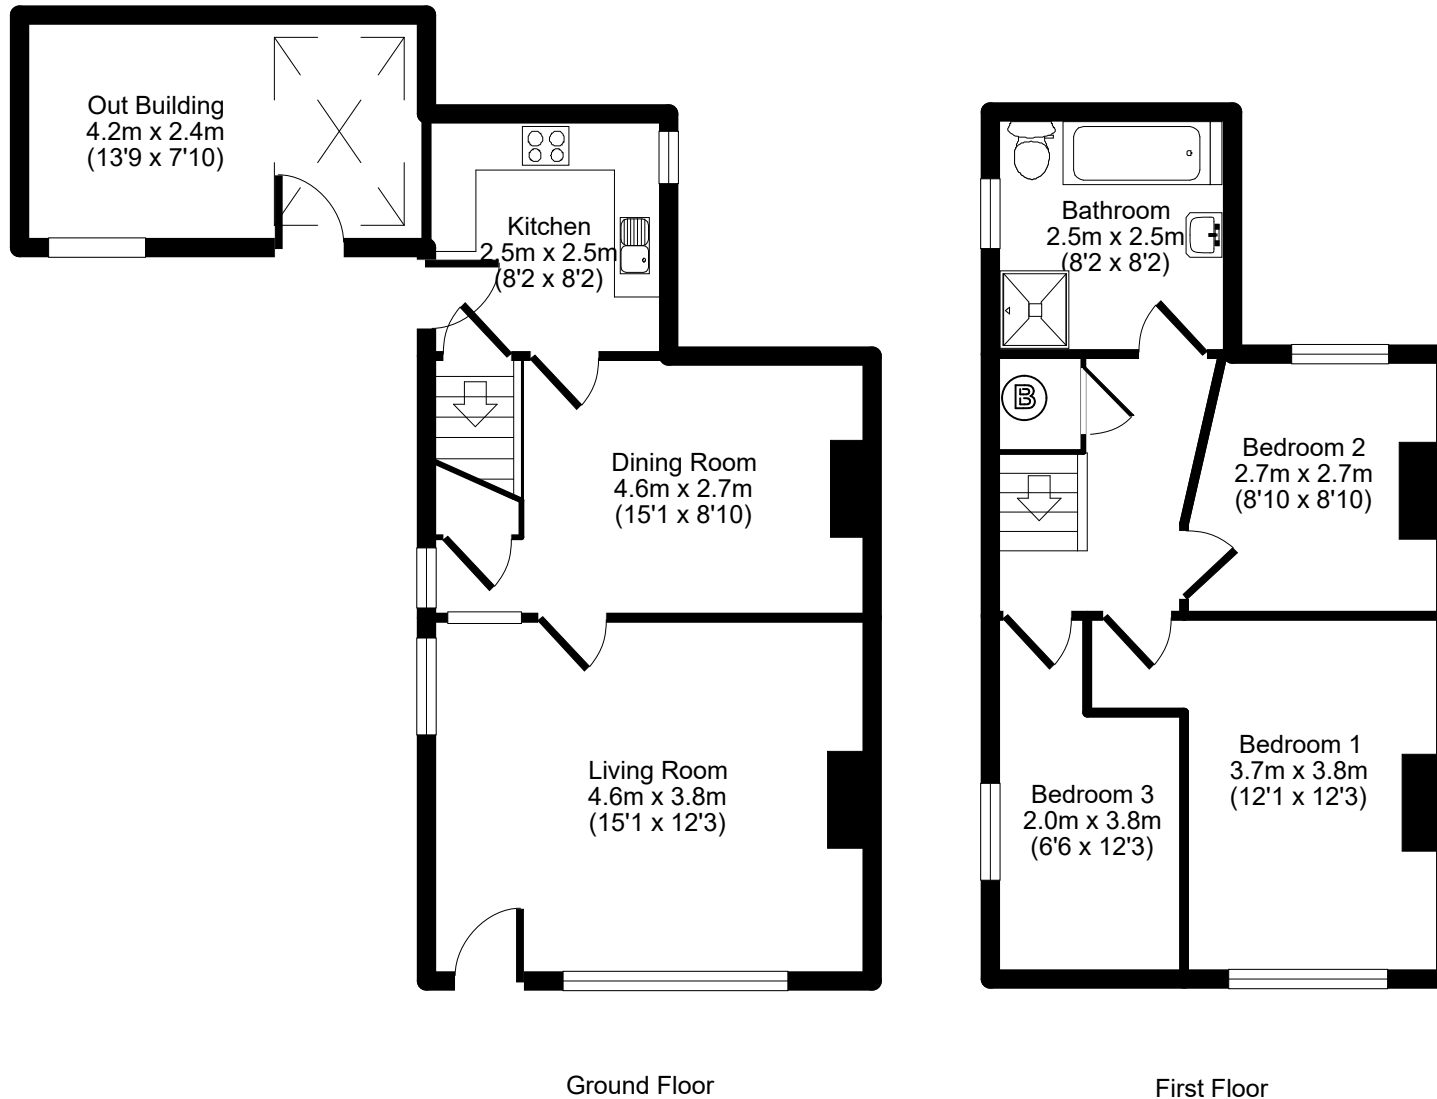 Out Building
4.2m x 2.4m
(13'9 x 7'10)
Kitchen
2.5m x 2.5m
(8'2 x 8'2)
Dining Room
4.6m x 2.7m
(15'1 x 8'10)
Living Room
4.6m x 3.8m
(15'1 x 12'3)
Ground Floor
Bathroom
2.5m x 2.5m
(8'2 x 8'2)
B
Bedroom 2
2.7m x 2.7m
(8'10 x 8'10)
Bedroom 1
3.7m x 3.8m
(12'1 x 12'3)
Bedroom 3
2.0m x 3.8m
(6'6 x 12'3)
First Floor